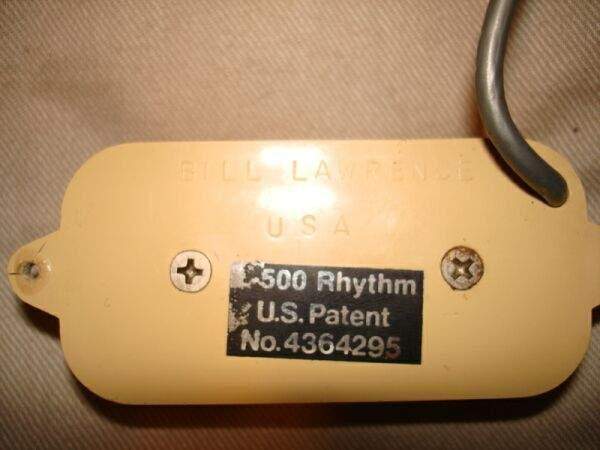 BILL LAWRENCE
USA
L-500 Rhythm
U.S. Patent
No. 4364295